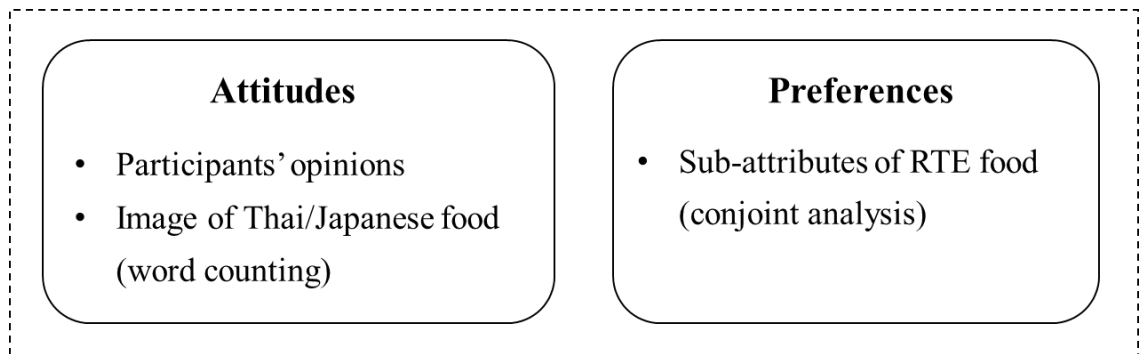 Attitudes
• Participants’ opinions
• Image of Thai/Japanese food
(word counting)
Preferences
• Sub-attributes of RTE food
(conjoint analysis)